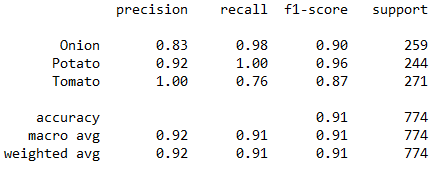 precision recall f1-score support
Onion 0.83 0.98 0.90 259
Potato 0.92 1.00 0.96 244
Tomato 1.00 0.76 0.87 271
accuracy 0.91 774
macro avg 0.92 0.91 0.91 774
weighted avg 0.92 0.91 0.91 774